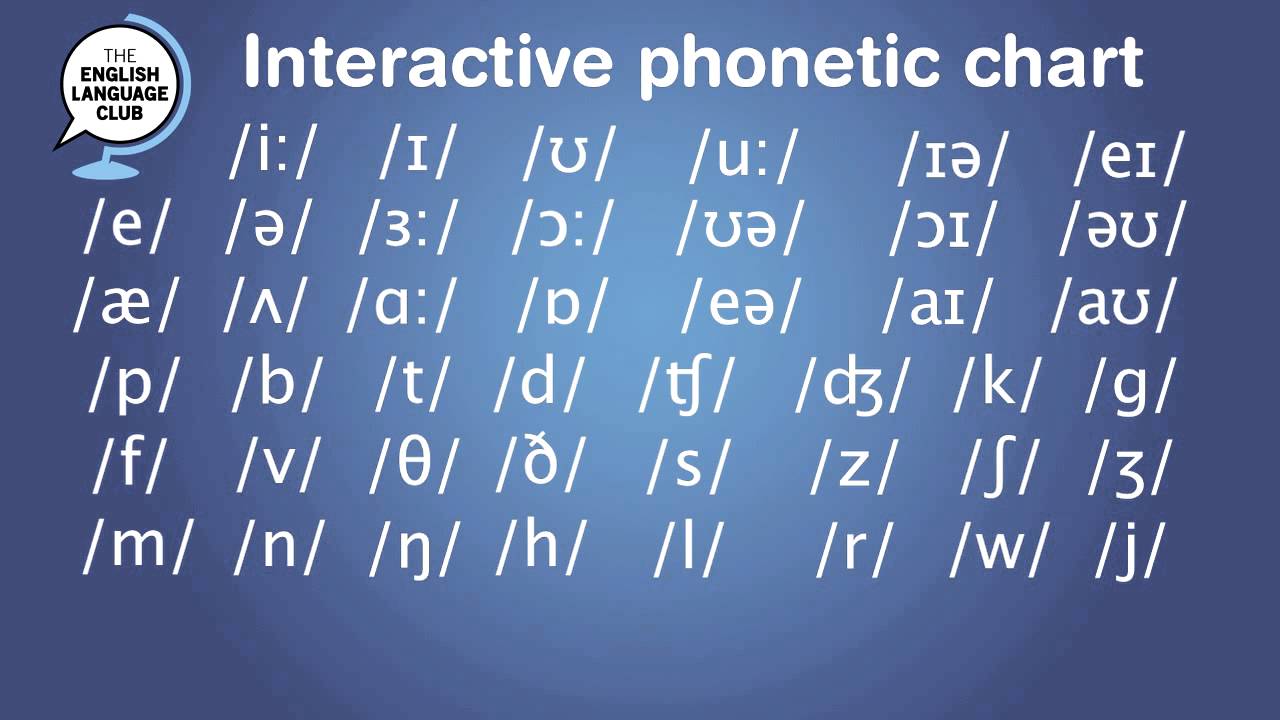 THE
ENGLISH
LANGUAGE
CLUB
Interactive phonetic chart
/iː/ /ɪ/ /ʊ/ /uː/ /ɪə/ /eɪ/
/e/ /ə/ /ɜː/ /ɔː/ /ʊə/ /ɔɪ/ /əʊ/
/æ/ /ʌ/ /ɑː/ /ɒ/ /eə/ /aɪ/ /aʊ/
/p/ /b/ /t/ /d/ /ʧ/ /ʤ/ /k/ /g/
/f/ /v/ /θ/ /ð/ /s/ /z/ /ʃ/ /ʒ/
/m/ /n/ /ŋ/ /h/ /l/ /r/ /w/ /j/